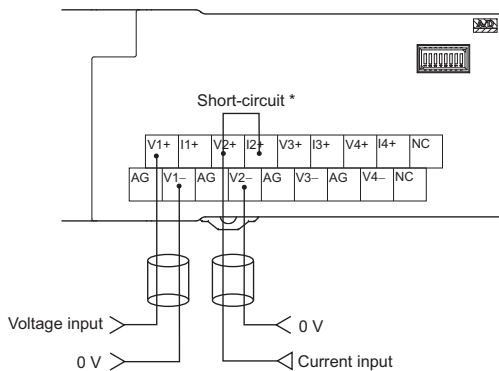 A/D
Short-circuit *
V1+ I1+ V2+ I2+ V3+ I3+ V4+ I4+ NC
AG V1– AG V2– AG V3– AG V4– NC
Voltage input
0 V
0 V
Current input